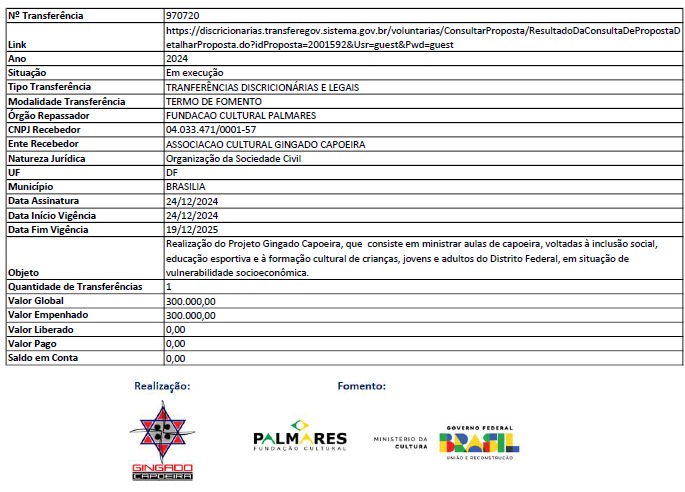 Nº Transferência 970720
https://discricionarias.transferegov.sistema.gov.br/voluntarias/ConsultarProposta/ResultadoDaConsultaDePropostaD
Link etalharProposta.do?idProposta=2001592&Usr=guest&Pwd=guest
Ano 2024
Situação Em execução
Tipo Transferência TRANFERÊNCIAS DISCRICIONÁRIAS E LEGAIS
Modalidade Transferência TERMO DE FOMENTO
Órgão Repassador FUNDACAO CULTURAL PALMARES
CNPJ Recebedor 04.033.471/0001-57
Ente Recebedor ASSOCIACAO CULTURAL GINGADO CAPOEIRA
Natureza Jurídica Organização da Sociedade Civil
UF DF
Município BRASILIA
Data Assinatura 24/12/2024
Data Início Vigência 24/12/2024
Data Fim Vigência 19/12/2025
Realização do Projeto Gingado Capoeira, que consiste em ministrar aulas de capoeira, voltadas à inclusão social,
educação esportiva e à formação cultural de crianças, jovens e adultos do Distrito Federal, em situação de
Objeto vulnerabilidade socioeconômica.
Quantidade de Transferências 1
Valor Global 300.000,00
Valor Empenhado 300.000,00
Valor Liberado 0,00
Valor Pago 0,00
Saldo em Conta 0,00
Realização: Fomento:
GINGADO
CAPOEIRA
PALMARES
FUNDAÇÃO CULTURAL
MINISTÉRIO DA
CULTURA
GOVERNO FEDERAL
BRASIL
UNIÃO E RECONSTRUÇÃO